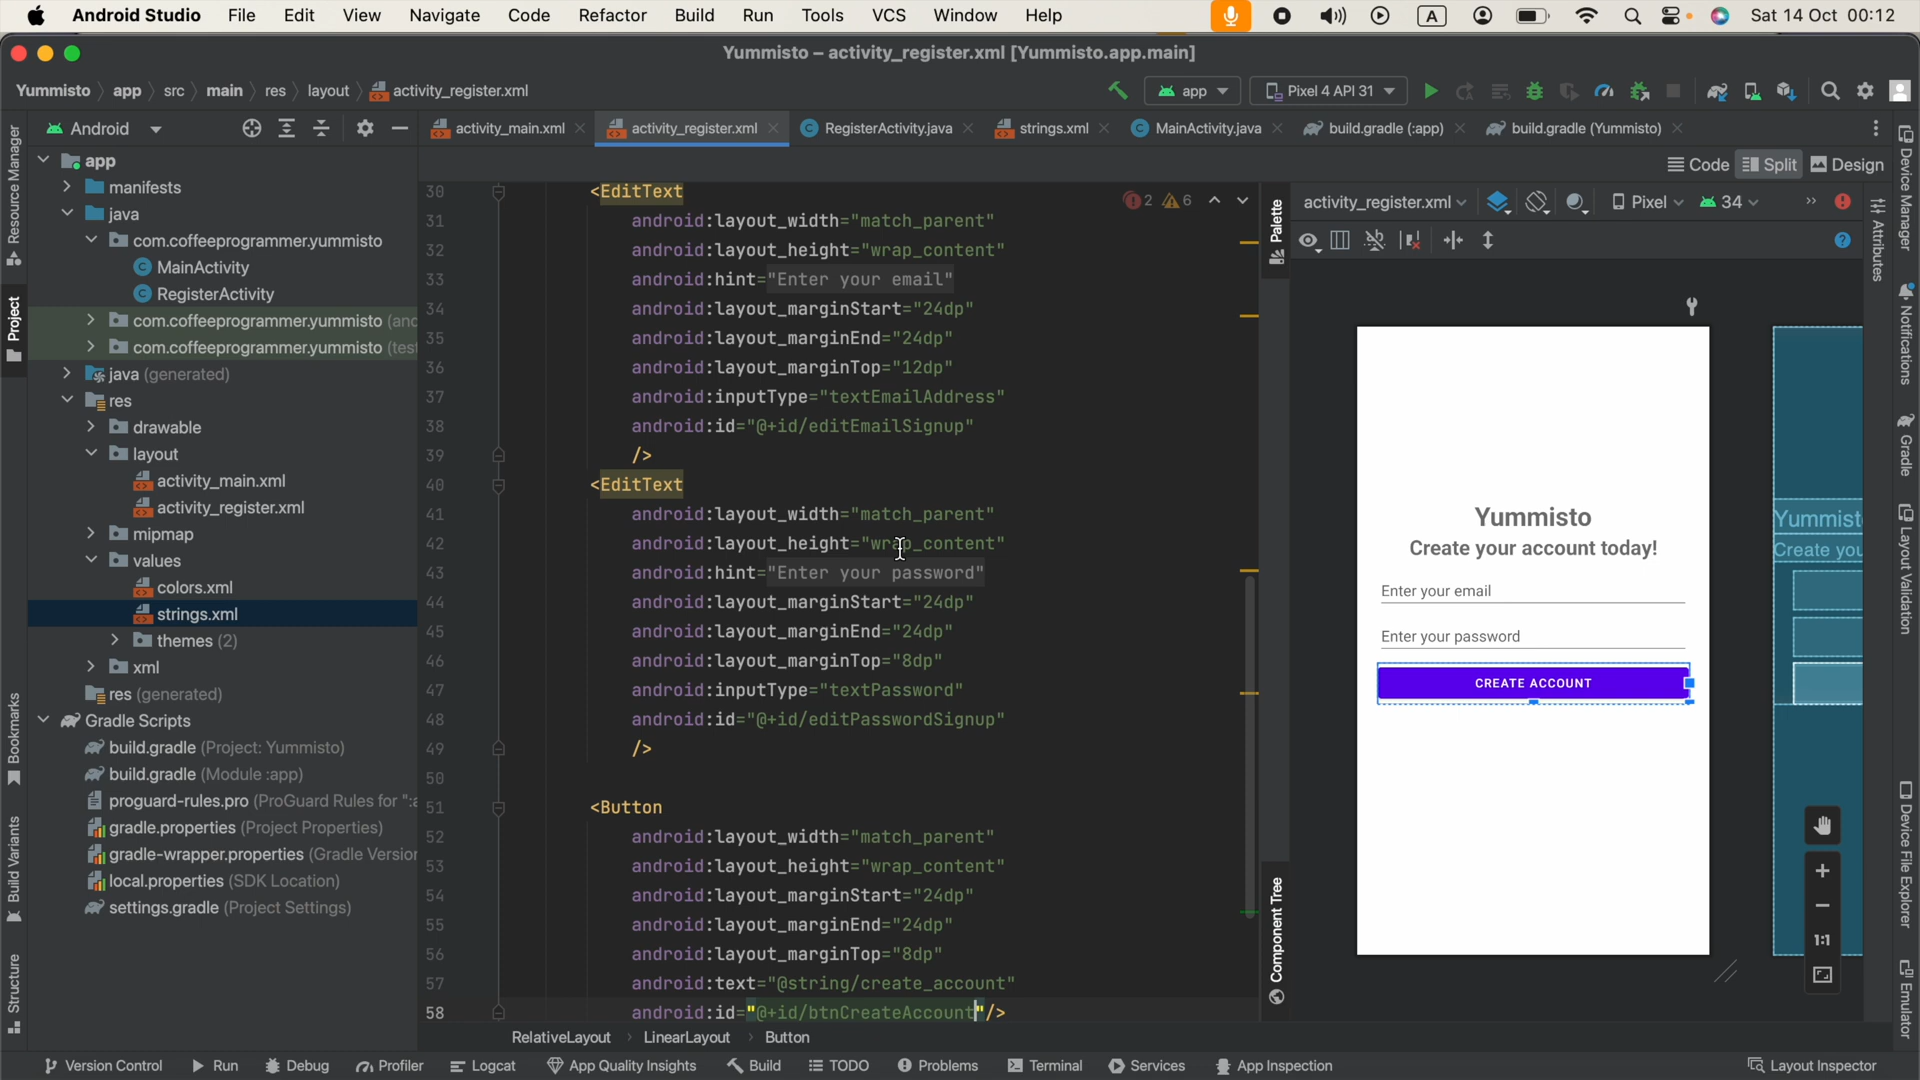 Android Studio File Edit View Navigate Code Refactor Build Run Tools VCS Window Help A Sat 14 Oct 00:12
Yummisto – activity_register.xml [Yummisto.app.main]
Yummisto app src main res layout activity_register.xml app Pixel 4 API 31
Android activity_main.xml activity_register.xml RegisterActivity.java strings.xml MainActivity.java build.gradle (:app) build.gradle (Yummisto)
Code Split Design
activity_register.xml Pixel 34
2 6
Resource Manager
Project
Bookmarks
Build Variants
Structure
app
manifests
java
com.coffeeprogrammer.yummisto
MainActivity
RegisterActivity
com.coffeeprogrammer.yummisto (and
com.coffeeprogrammer.yummisto (test
java (generated)
res
drawable
layout
activity_main.xml
activity_register.xml
mipmap
values
colors.xml
strings.xml
themes (2)
xml
res (generated)
Gradle Scripts
build.gradle (Project: Yummisto)
build.gradle (Module :app)
proguard-rules.pro (ProGuard Rules for ":a
gradle.properties (Project Properties)
gradle-wrapper.properties (Gradle Version
local.properties (SDK Location)
settings.gradle (Project Settings)
30 <EditText
31 android:layout_width="match_parent"
32 android:layout_height="wrap_content"
33 android:hint="Enter your email"
34 android:layout_marginStart="24dp"
35 android:layout_marginEnd="24dp"
36 android:layout_marginTop="12dp"
37 android:inputType="textEmailAddress"
38 android:id="@+id/editEmailSignup"
39 />
40 <EditText
41 android:layout_width="match_parent"
42 android:layout_height="wrap_content"
43 android:hint="Enter your password"
44 android:layout_marginStart="24dp"
45 android:layout_marginEnd="24dp"
46 android:layout_marginTop="8dp"
47 android:inputType="textPassword"
48 android:id="@+id/editPasswordSignup"
49 />
50
51 <Button
52 android:layout_width="match_parent"
53 android:layout_height="wrap_content"
54 android:layout_marginStart="24dp"
55 android:layout_marginEnd="24dp"
56 android:layout_marginTop="8dp"
57 android:text="@string/create_account"
58 android:id="@+id/btnCreateAccount"/>
RelativeLayout LinearLayout Button
Palette
Component Tree
Yummisto
Create your account today!
Enter your email
Enter your password
CREATE ACCOUNT
Yummist
Create you
1:1
Attributes
Device Manager
Notifications
Gradle
Layout Validation
Device File Explorer
Emulator
Version Control Run Debug Profiler Logcat App Quality Insights Build TODO Problems Terminal Services App Inspection Layout Inspector